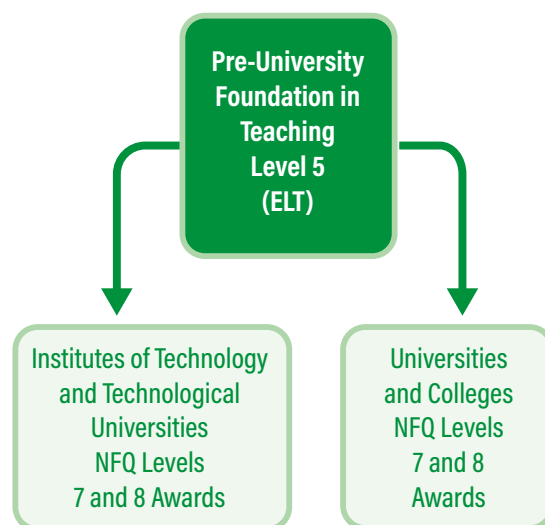 Pre-University
Foundation in
Teaching
Level 5
(ELT)
Institutes of Technology
and Technological
Universities
NFQ Levels
7 and 8 Awards
Universities
and Colleges
NFQ Levels
7 and 8
Awards